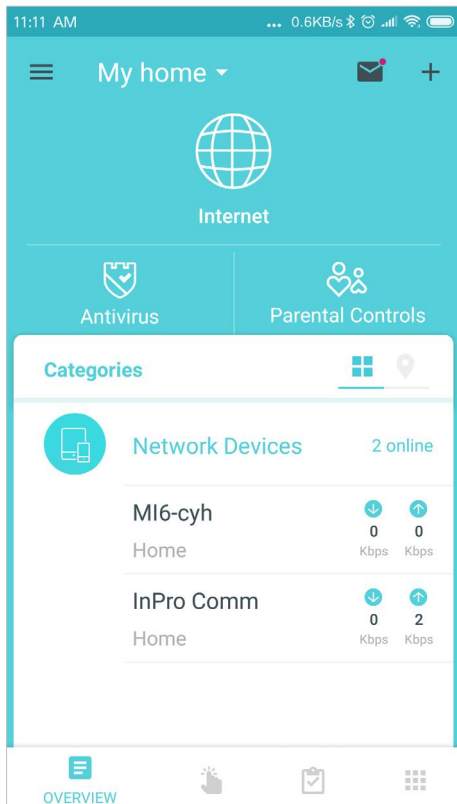 11:11 AM ... 0.6KB/s
My home
Internet
Antivirus Parental Controls
Categories
Network Devices 2 online
MI6-cyh
0 0
Home Kbps Kbps
InPro Comm
0 2
Home Kbps Kbps
OVERVIEW